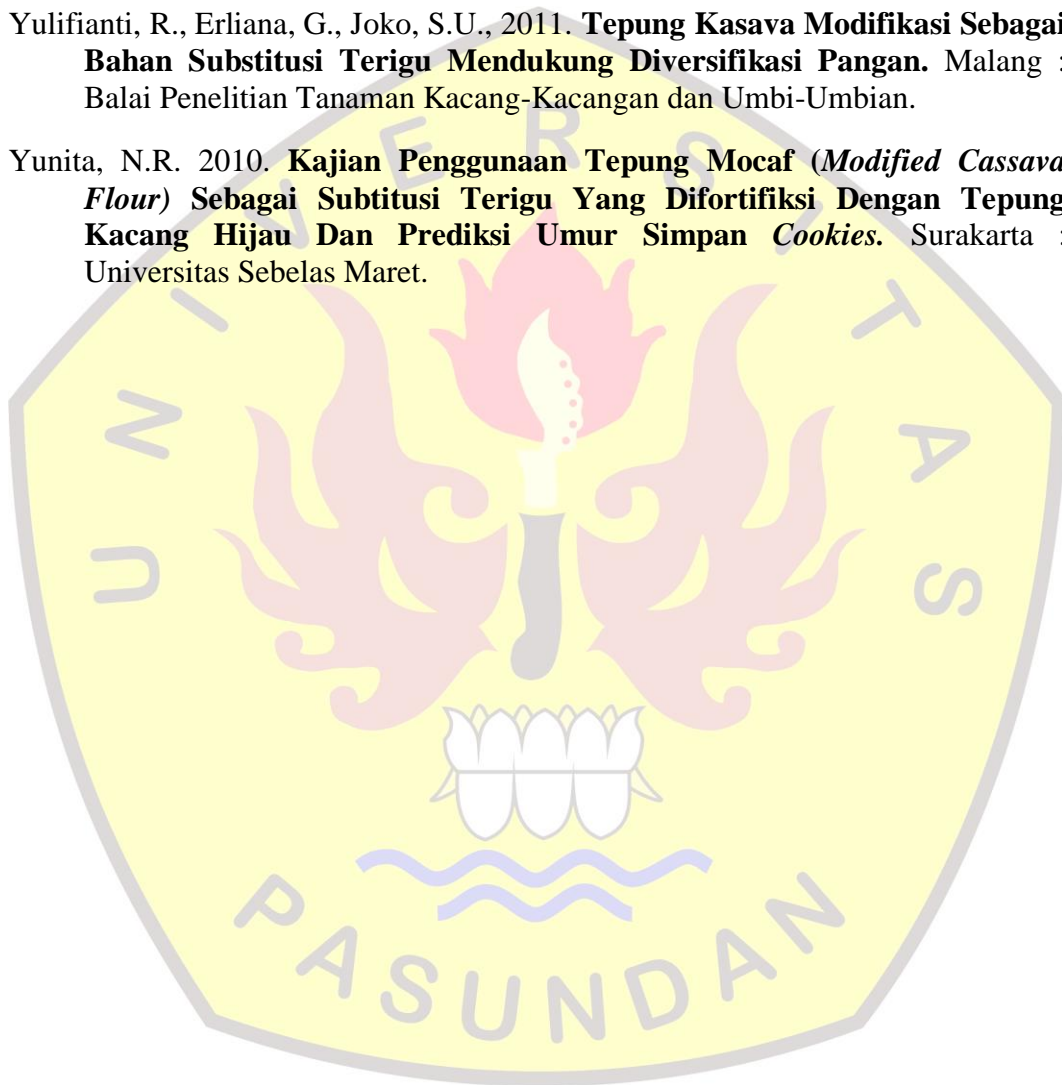 Yulifianti, R., Erliana, G., Joko, S.U., 2011. Tepung Kasava Modifikasi Sebagai
Bahan Substitusi Terigu Mendukung Diversifikasi Pangan. Malang :
Balai Penelitian Tanaman Kacang-Kacangan dan Umbi-Umbian.
Yunita, N.R. 2010. Kajian Penggunaan Tepung Mocaf (Modified Cassava
Flour) Sebagai Subtitusi Terigu Yang Difortifiksi Dengan Tepung
Kacang Hijau Dan Prediksi Umur Simpan Cookies. Surakarta :
Universitas Sebelas Maret.
UNIVERSITAS
PASUNDAN